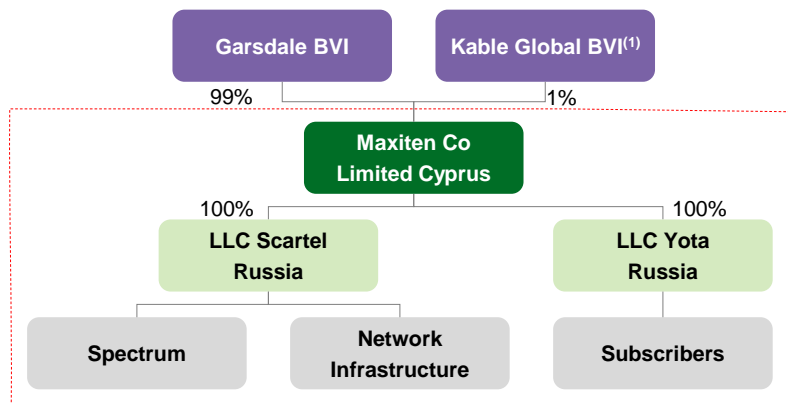 Garsdale BVI
Kable Global BVI(1)
99%
1%
Maxiten Co
Limited Cyprus
100%
100%
LLC Scartel
Russia
LLC Yota
Russia
Spectrum
Network
Infrastructure
Subscribers